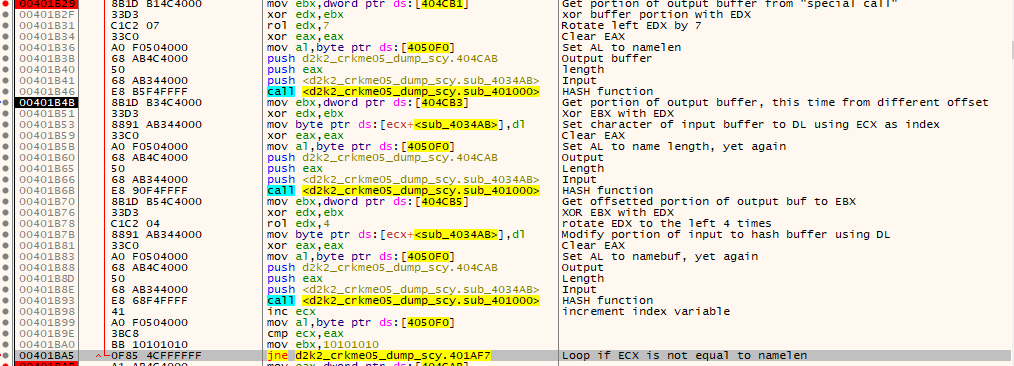 00401B29 8B1D B14C4000 mov ebx,dword ptr ds:[404CB1] Get portion of output buffer from "special call"
00401B2F 33D3 xor edx,ebx xor buffer portion with EDX
00401B31 C1C2 07 rol edx,7 Rotate left EDX by 7
00401B34 33C0 xor eax,eax Clear EAX
00401B36 A0 F0504000 mov al,byte ptr ds:[4050F0] Set AL to namelen
00401B3B 68 AB4C4000 push d2k2_crkme05_dump_scy.404CAB Output buffer
00401B40 50 push eax length
00401B41 68 AB344000 push <d2k2_crkme05_dump_scy.sub_4034AB> Input
00401B46 E8 B5F4FFFF call <d2k2_crkme05_dump_scy.sub_401000> HASH function
00401B4B 8B1D B34C4000 mov ebx,dword ptr ds:[404CB3] Get portion of output buffer, this time from different offset
00401B51 33D3 xor edx,ebx Xor EBX with EDX
00401B53 8891 AB344000 mov byte ptr ds:[ecx+<sub_4034AB>],dl Set character of input buffer to DL using ECX as index
00401B59 33C0 xor eax,eax Clear EAX
00401B5B A0 F0504000 mov al,byte ptr ds:[4050F0] Set AL to name length, yet again
00401B60 68 AB4C4000 push d2k2_crkme05_dump_scy.404CAB Output
00401B65 50 push eax Length
00401B66 68 AB344000 push <d2k2_crkme05_dump_scy.sub_4034AB> Input
00401B6B E8 90F4FFFF call <d2k2_crkme05_dump_scy.sub_401000> HASH function
00401B70 8B1D B54C4000 mov ebx,dword ptr ds:[404CB5] Get offsetted portion of output buf to EBX
00401B76 33D3 xor edx,ebx XOR EBX with EDX
00401B78 C1C2 04 rol edx,4 rotate EDX to the left 4 times
00401B7B 8891 AB344000 mov byte ptr ds:[ecx+<sub_4034AB>],dl Modify portion of input to hash buffer using DL
00401B81 33C0 xor eax,eax Clear EAX
00401B83 A0 F0504000 mov al,byte ptr ds:[4050F0] Set AL to namebuf, yet again
00401B88 68 AB4C4000 push d2k2_crkme05_dump_scy.404CAB Output
00401B8D 50 push eax Length
00401B8E 68 AB344000 push <d2k2_crkme05_dump_scy.sub_4034AB> Input
00401B93 E8 68F4FFFF call <d2k2_crkme05_dump_scy.sub_401000> HASH function
00401B98 41 inc ecx increment index variable
00401B99 A0 F0504000 mov al,byte ptr ds:[4050F0]
00401B9E 3BC8 cmp ecx,eax
00401BA0 BB 10101010 mov ebx,10101010
00401BA5 0F85 4CFFFFFF jne d2k2_crkme05_dump_scy.401AF7 Loop if ECX is not equal to namelen